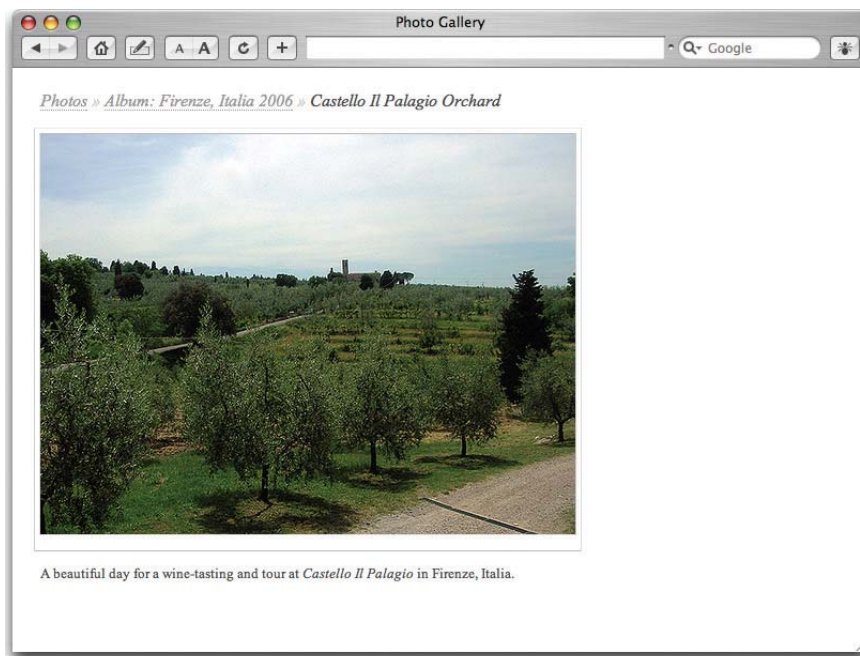 Photo Gallery
A A
Google
Photos » Album: Firenze, Italia 2006 » Castello Il Palagio Orchard
A beautiful day for a wine-tasting and tour at Castello Il Palagio in Firenze, Italia.